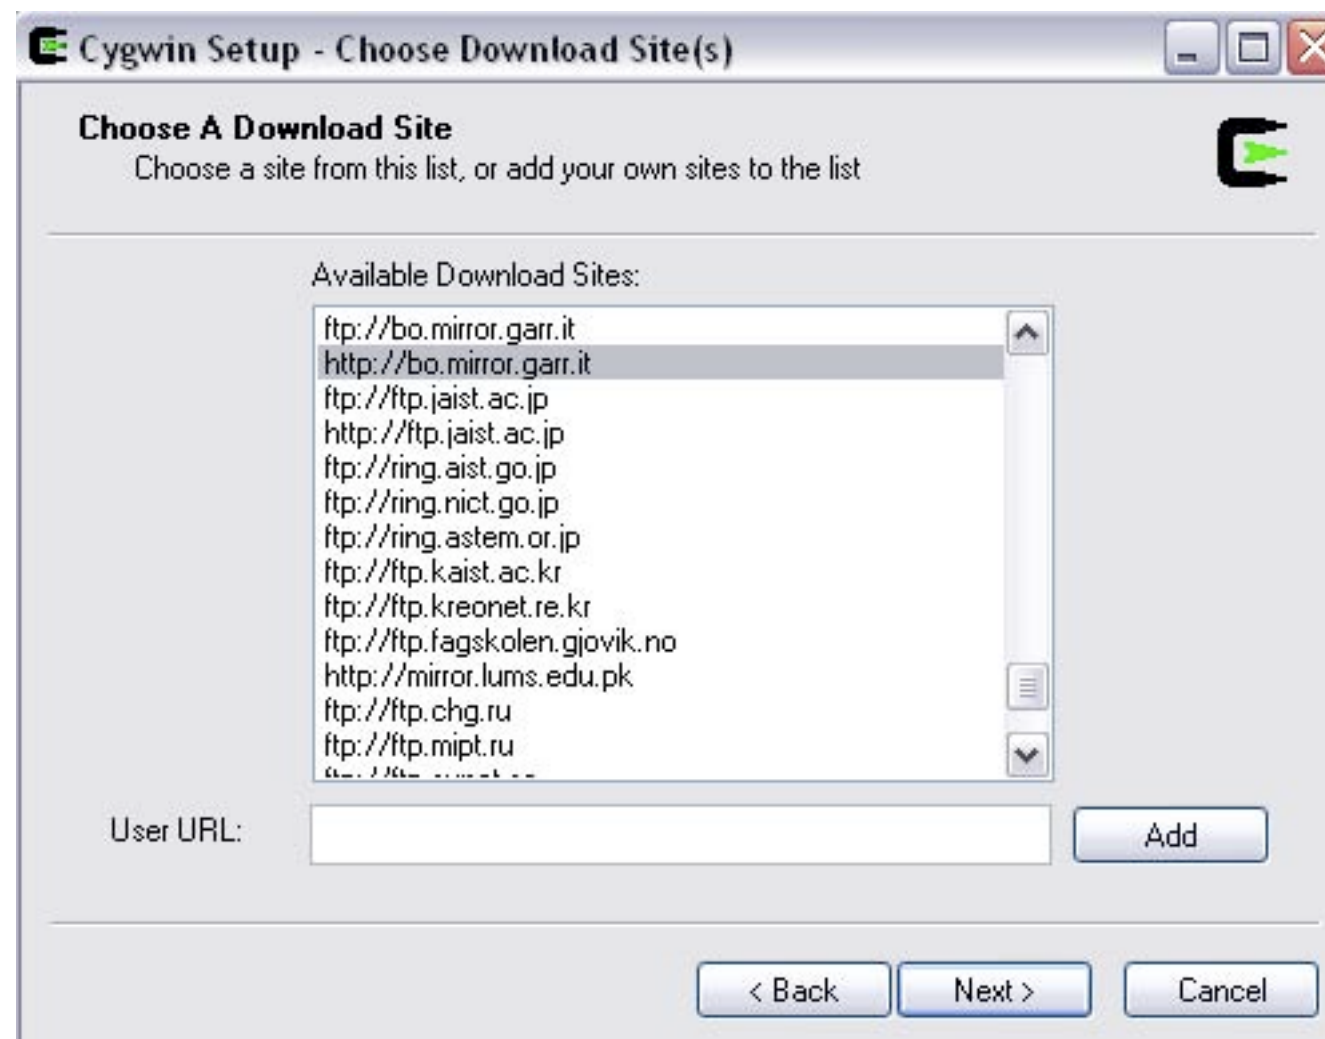 Cygwin Setup - Choose Download Site(s)
Choose A Download Site
Choose a site from this list, or add your own sites to the list
Available Download Sites:
ftp://bo.mirror.garr.it
http://bo.mirror.garr.it
ftp://ftp.jaist.ac.jp
http://ftp.jaist.ac.jp
ftp://ring.aist.go.jp
ftp://ring.nict.go.jp
ftp://ring.astem.or.jp
ftp://ftp.kaist.ac.kr
ftp://ftp.kreonet.re.kr
ftp://ftp.fagskolen.gjovik.no
http://mirror.lums.edu.pk
ftp://ftp.chg.ru
ftp://ftp.mipt.ru
User URL:
Add
< Back
Next >
Cancel